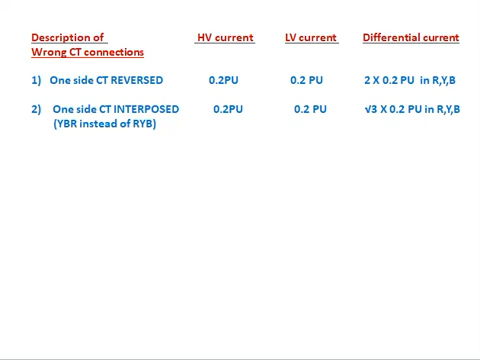 Description of HV current LV current Differential current
Wrong CT connections
1) One side CT REVERSED 0.2PU 0.2 PU 2 X 0.2 PU in R,Y,B
2) One side CT INTERPOSED 0.2PU 0.2 PU √3 X 0.2 PU in R,Y,B
(YBR instead of RYB)